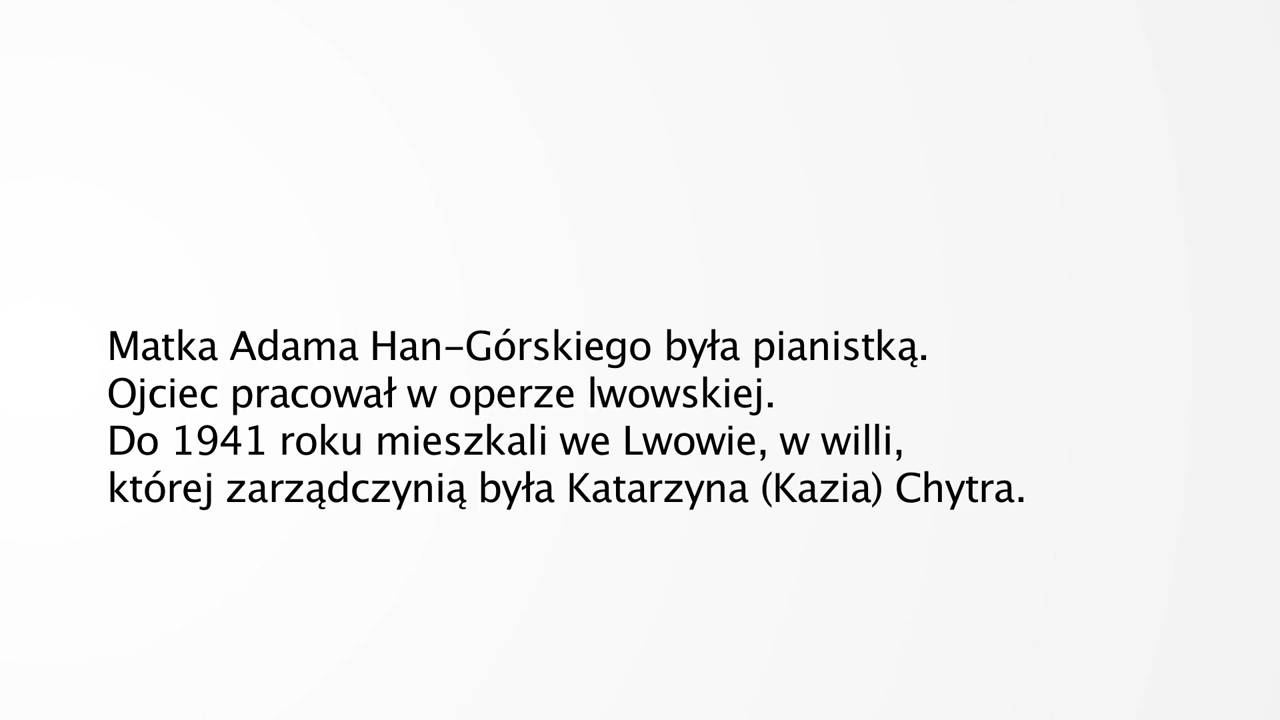 Matka Adama Han–Górskiego była pianistką.
Ojciec pracował w operze lwowskiej.
Do 1941 roku mieszkali we Lwowie, w willi,
której zarządczynią była Katarzyna (Kazia) Chytra.